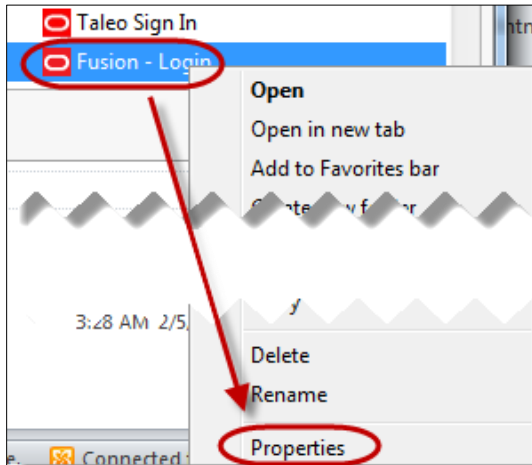 Taleo Sign In
Fusion - Login
Open
Open in new tab
Add to Favorites bar
3:28 AM 2/5/
Delete
Rename
Properties
Connected